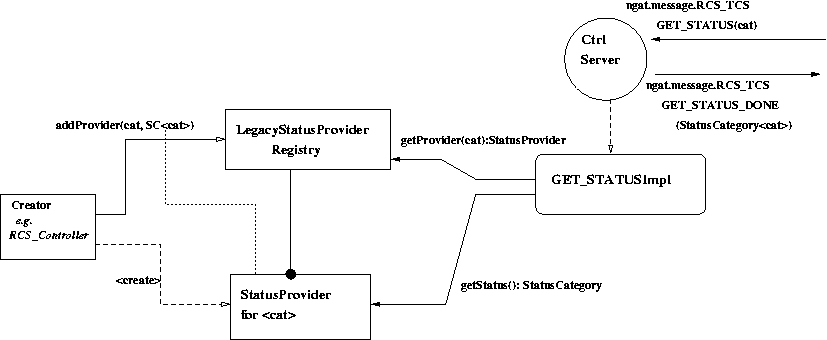 ngat.message.RCS_TCS
GET_STATUS(cat)
Ctrl
Server
ngat.message.RCS_TCS
GET_STATUS_DONE
{StatusCategory<cat>}
addProvider(cat, SC<cat>)
LegacyStatusProvider
Registry
getProvider(cat):StatusProvider
GET_STATUSImpl
Creator
e.g.
RCS_Controller
<create>
StatusProvider
for <cat>
getStatus(): StatusCategory